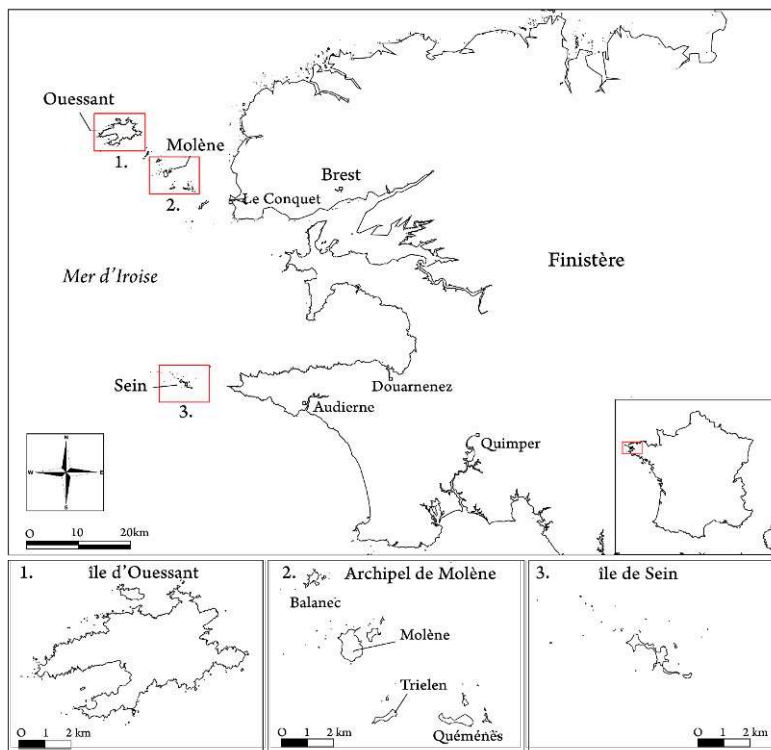 Ouessant
1.
Molène
2.
Brest
Le Conquet
Finistère
Mer d'Iroise
Sein
3.
Douarnenez
Audierne
Quimper
N
W E
S
O 10 20km
1. île d'Ouessant
O 1 2 km
2. Archipel de Molène
Balanec
Molène
Trielen
Quéménès
O 1 2 km
3. île de Sein
O 1 2 km